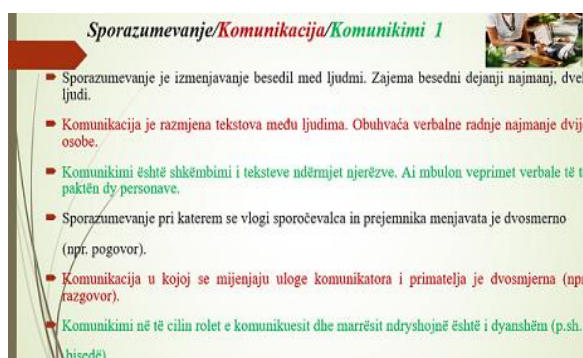 Sporazumevanje/Komunikacija/Komunikimi 1
Sporazumevanje je izmenjavanje besedil med ljudmi. Zajema besedni dejanji najmanj,
ljudi.
Komunikacija je razmjena tekstova među ljudima. Obuhvaća verbalne radnje najmanje
osobe.
Komunikimi është shkëmbimi i teksteve ndërmjet njerëzve. Ai mbulon veprimet verbale të
paktën dy personave.
Sporazumevanje pri katerem se vlogi sporočevalca in prejemnika menjavata je dvosmerno
(npr. pogovor).
Komunikacija u kojoj se mijenjaju uloge komunikatora i primatelja je dvosmjerna
razgovor).
Komunikimi në të cilin rolet e komunikuesit dhe marrësit ndryshojnë është i dyanshëm (p.sh.
bisedë)